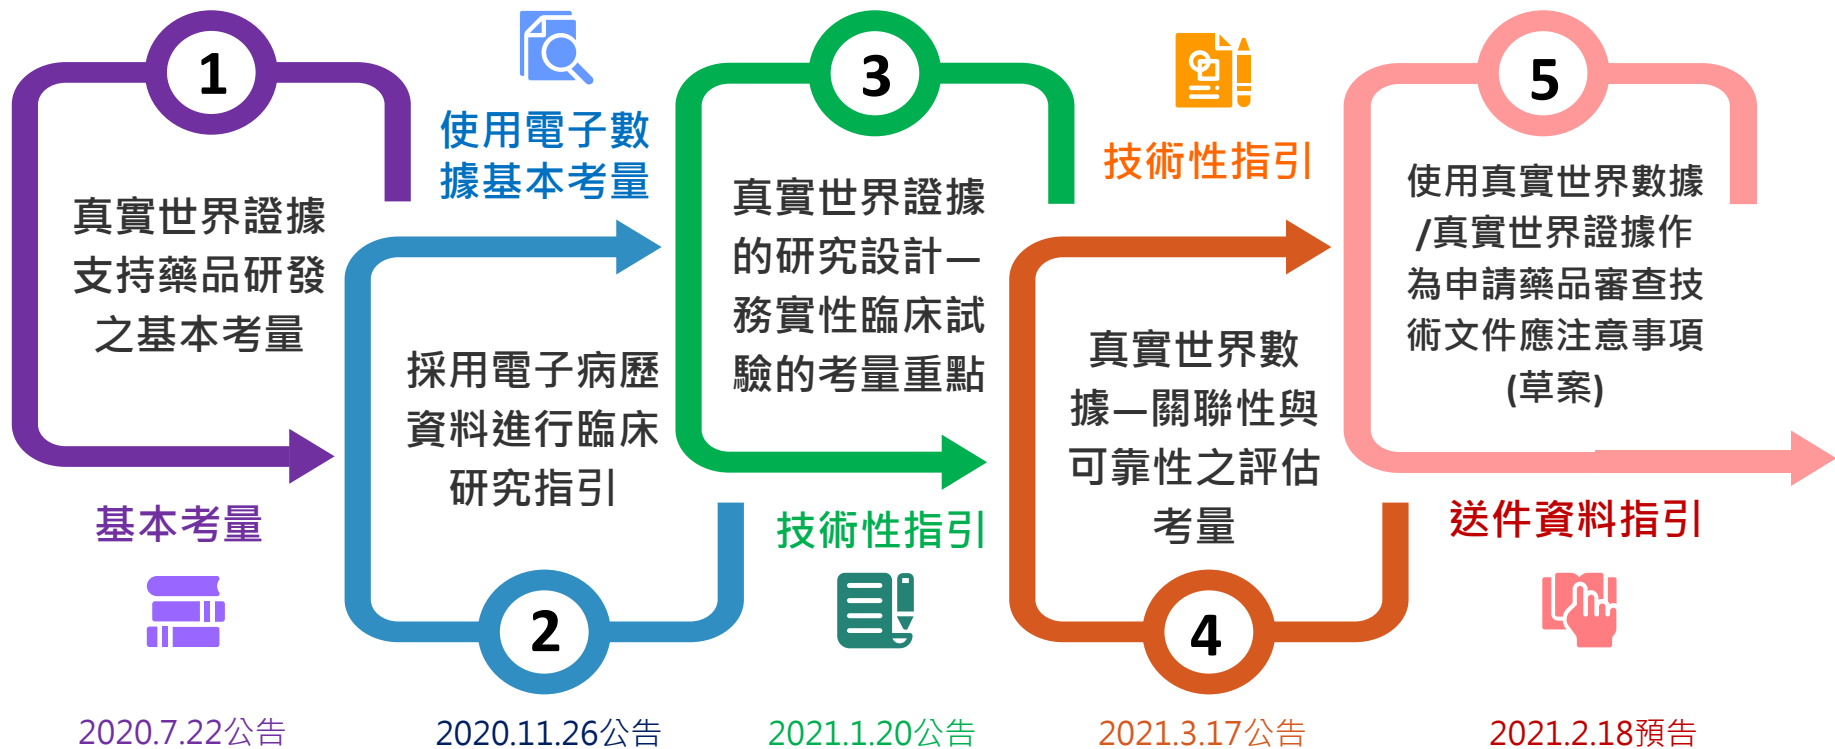 1
真實世界證據
支持藥品研發
之基本考量
基本考量
2020.7.22公告
使用電子數
據基本考量
採用電子病歷
資料進行臨床
研究指引
2
2020.11.26公告
3
真實世界證據
的研究設計—
務實性臨床試
驗的考量重點
技術性指引
2021.1.20公告
技術性指引
真實世界數
據—關聯性與
可靠性之評估
考量
4
2021.3.17公告
5
使用真實世界數據
/真實世界證據作
為申請藥品審查技
術文件應注意事項
(草案)
送件資料指引
2021.2.18預告